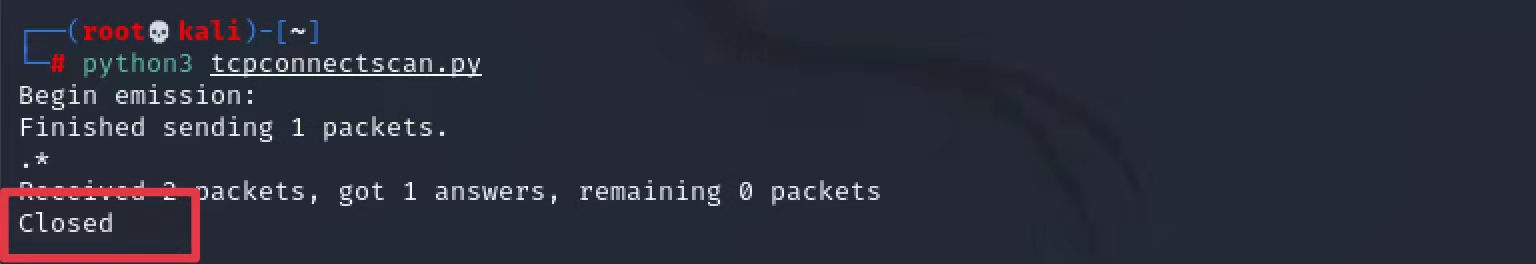 ┌──(root💀kali)-[~]
└─# python3 tcpconnectscan.py
Begin emission:
Finished sending 1 packets.
.*
Received 2 packets, got 1 answers, remaining 0 packets
Closed